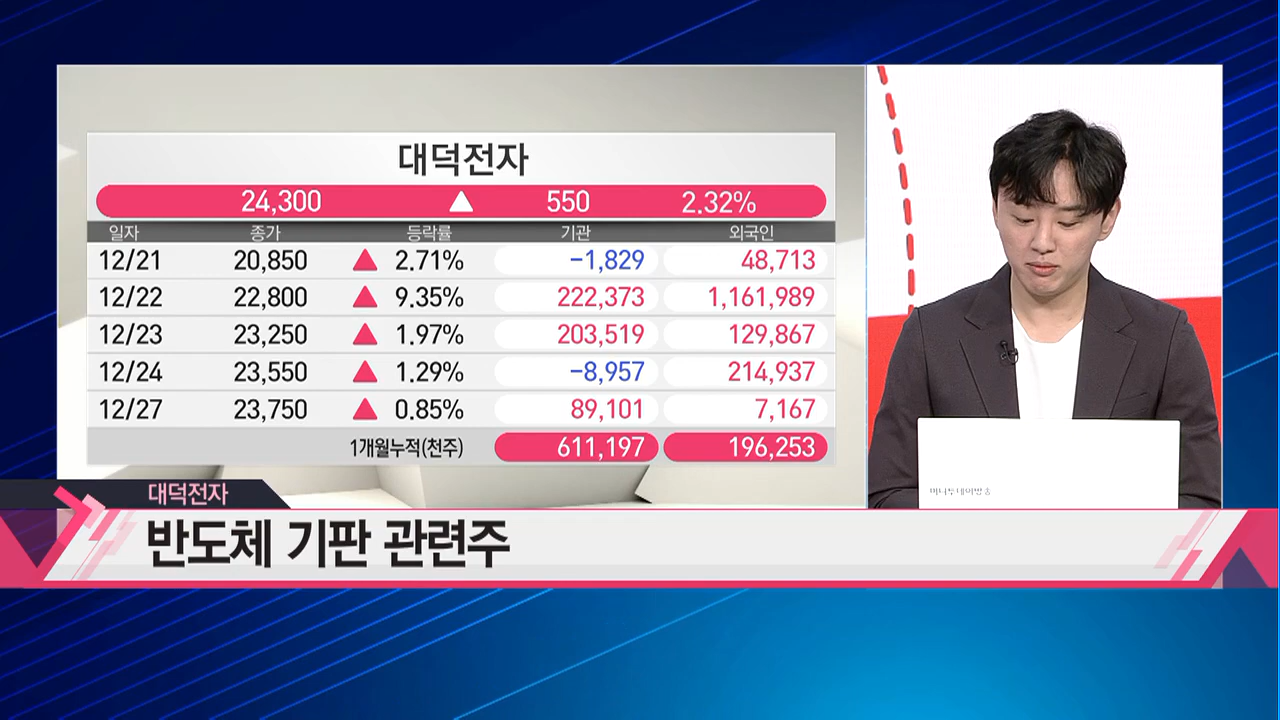 대덕전자
24,300 ▲ 550 2.32%
일자 종가 등락률 기관 외국인
12/21 20,850 ▲ 2.71% -1,829 48,713
12/22 22,800 ▲ 9.35% 222,373 1,161,989
12/23 23,250 ▲ 1.97% 203,519 129,867
12/24 23,550 ▲ 1.29% -8,957 214,937
12/27 23,750 ▲ 0.85% 89,101 7,167
1개월누적(천주) 611,197 196,253
대덕전자
반도체 기판 관련주